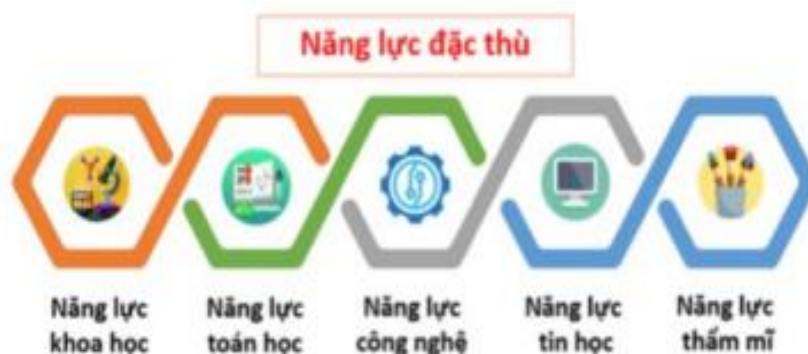 Năng lực đặc thù
Năng lực
khoa học
Năng lực
toán học
Năng lực
công nghệ
Năng lực
tin học
Năng lực
thẩm mĩ